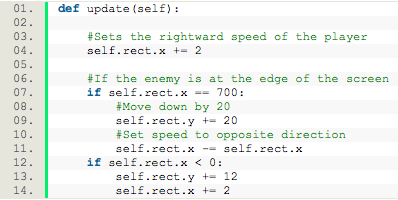 01. def update(self):
02.
03.     #Sets the rightward speed of the player
04.     self.rect.x += 2
05.
06.     #If the enemy is at the edge of the screen
07.     if self.rect.x == 700:
08.         #Move down by 20
09.         self.rect.y += 20
10.         #Set speed to opposite direction
11.         self.rect.x -= self.rect.x
12.     if self.rect.x < 0:
13.         self.rect.y += 12
14.         self.rect.x += 2